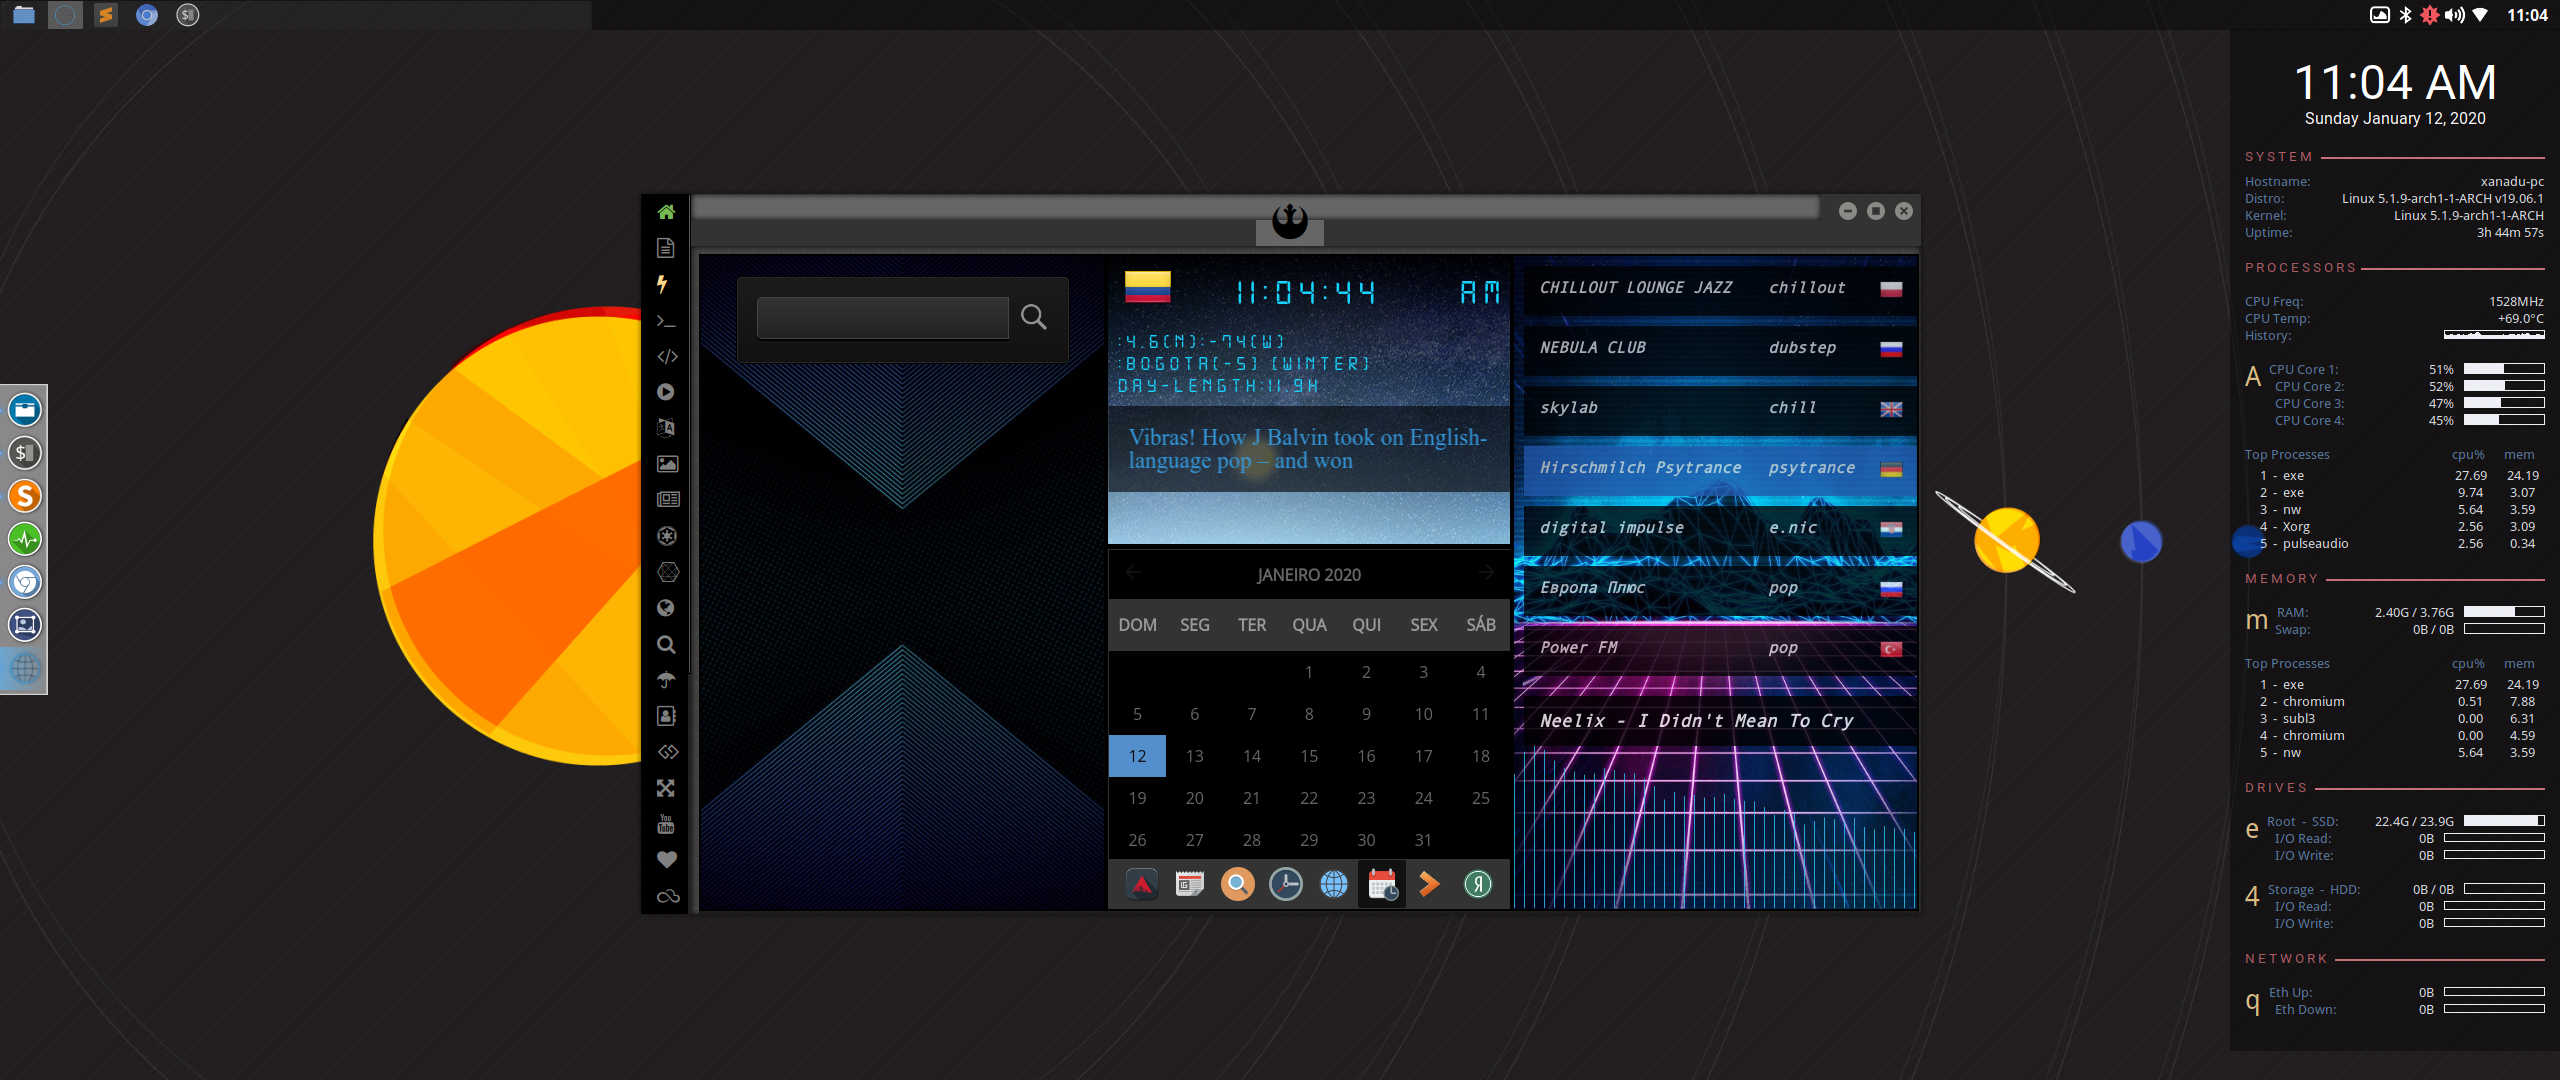 11:04
11:04 AM
Sunday January 12, 2020
SYSTEM
Hostname: xanadu-pc
Distro: Linux 5.1.9-arch1-1-ARCH v19.06.1
Kernel: Linux 5.1.9-arch1-1-ARCH
Uptime: 3h 44m 57s
PROCESSORS
CPU Freq: 1528MHz
CPU Temp: +69.0°C
History:
A CPU Core 1: 51%
CPU Core 2: 52%
CPU Core 3: 47%
CPU Core 4: 45%
Top Processes cpu% mem
1 - exe 27.69 24.19
2 - exe 9.74 3.07
3 - nw 5.64 3.59
4 - Xorg 2.56 3.09
5 - pulseaudio 2.56 0.34
MEMORY
m RAM: 2.40G / 3.76G
Swap: 0B / 0B
Top Processes cpu% mem
1 - exe 27.69 24.19
2 - chromium 0.51 7.88
3 - subl3 0.00 6.31
4 - chromium 0.00 4.59
5 - nw 5.64 3.59
DRIVES
e Root - SSD: 22.4G / 23.9G
I/O Read: 0B
I/O Write: 0B
4 Storage - HDD: 0B / 0B
I/O Read: 0B
I/O Write: 0B
NETWORK
q Eth Up: 0B
Eth Down: 0B
11:04:44 AM
:4.6(N):-74(W)
:BOGOTA[-5] [WINTER]
DAY-LENGTH:11.9H
Vibras! How J Balvin took on English-
language pop – and won
JANEIRO 2020
DOM SEG TER QUA QUI SEX SÁB
1 2 3 4
5 6 7 8 9 10 11
12 13 14 15 16 17 18
19 20 21 22 23 24 25
26 27 28 29 30 31
CHILLOUT LOUNGE JAZZ chillout
NEBULA CLUB dubstep
skylab chill
Hirschmilch Psytrance psytrance
digital impulse e.nic
Европа Плюс pop
Power FM pop
Neelix - I Didn't Mean To Cry
You
Tube